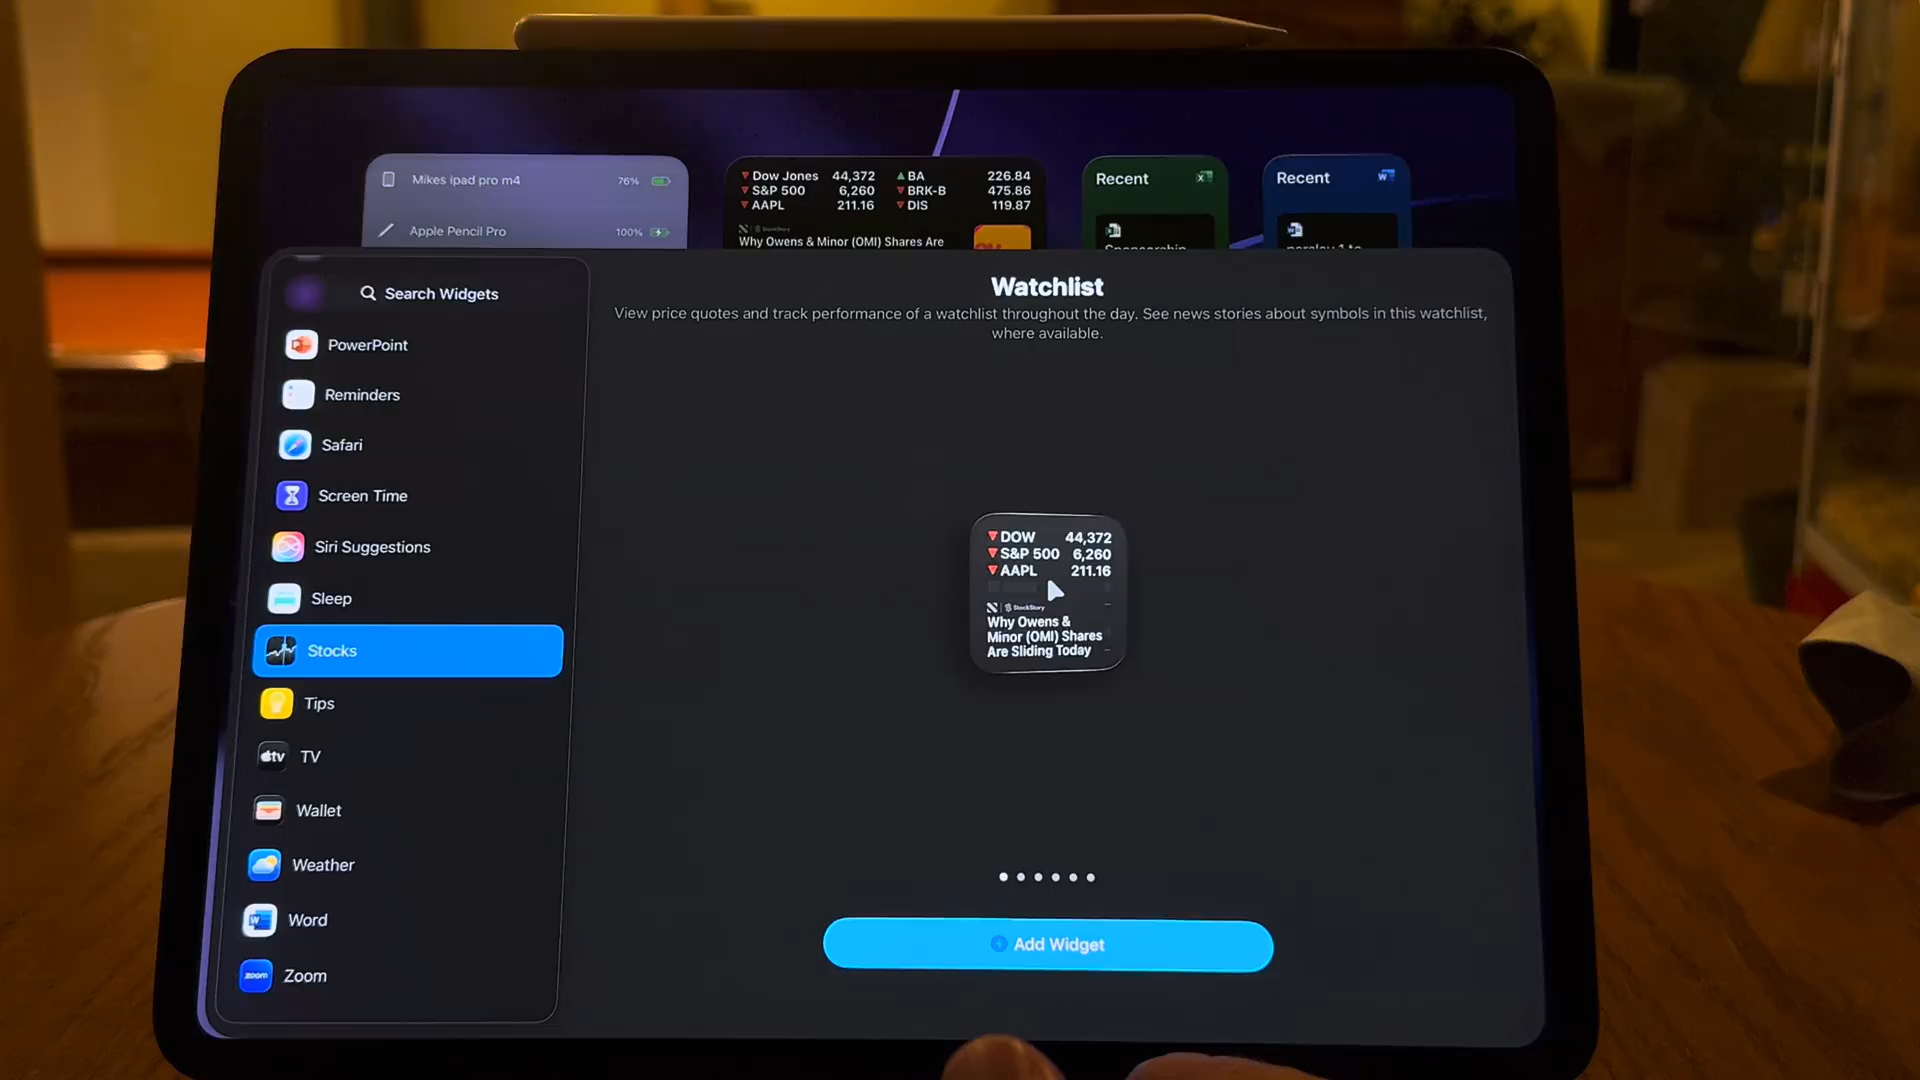 Mikes ipad pro m4 76%
Apple Pencil Pro 100%
Dow Jones 44,372 BA 226.84
S&P 500 6,260 BRK-B 475.86
AAPL 211.16 DIS 119.87
StockStory
Why Owens & Minor (OMI) Shares Are
Recent
Recent
Search Widgets
PowerPoint
Reminders
Safari
Screen Time
Siri Suggestions
Sleep
Stocks
Tips
tv TV
Wallet
Weather
W Word
zoom Zoom
Watchlist
View price quotes and track performance of a watchlist throughout the day. See news stories about symbols in this watchlist,
where available.
DOW 44,372
S&P 500 6,260
AAPL 211.16
StockStory
Why Owens &
Minor (OMI) Shares
Are Sliding Today
Add Widget